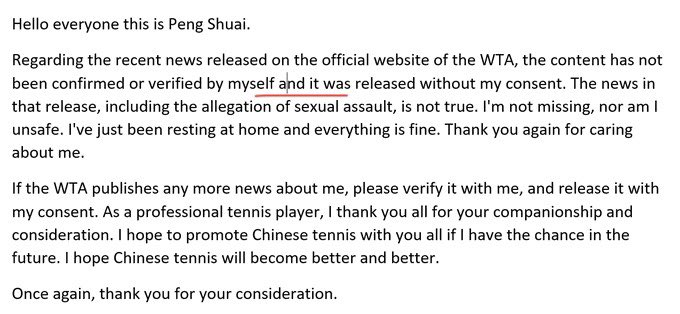 Hello everyone this is Peng Shuai.
Regarding the recent news released on the official website of the WTA, the content has not
been confirmed or verified by myself and it was released without my consent. The news in
that release, including the allegation of sexual assault, is not true. I'm not missing, nor am I
unsafe. I've just been resting at home and everything is fine. Thank you again for caring
about me.
If the WTA publishes any more news about me, please verify it with me, and release it with
my consent. As a professional tennis player, I thank you all for your companionship and
consideration. I hope to promote Chinese tennis with you all if I have the chance in the
future. I hope Chinese tennis will become better and better.
Once again, thank you for your consideration.